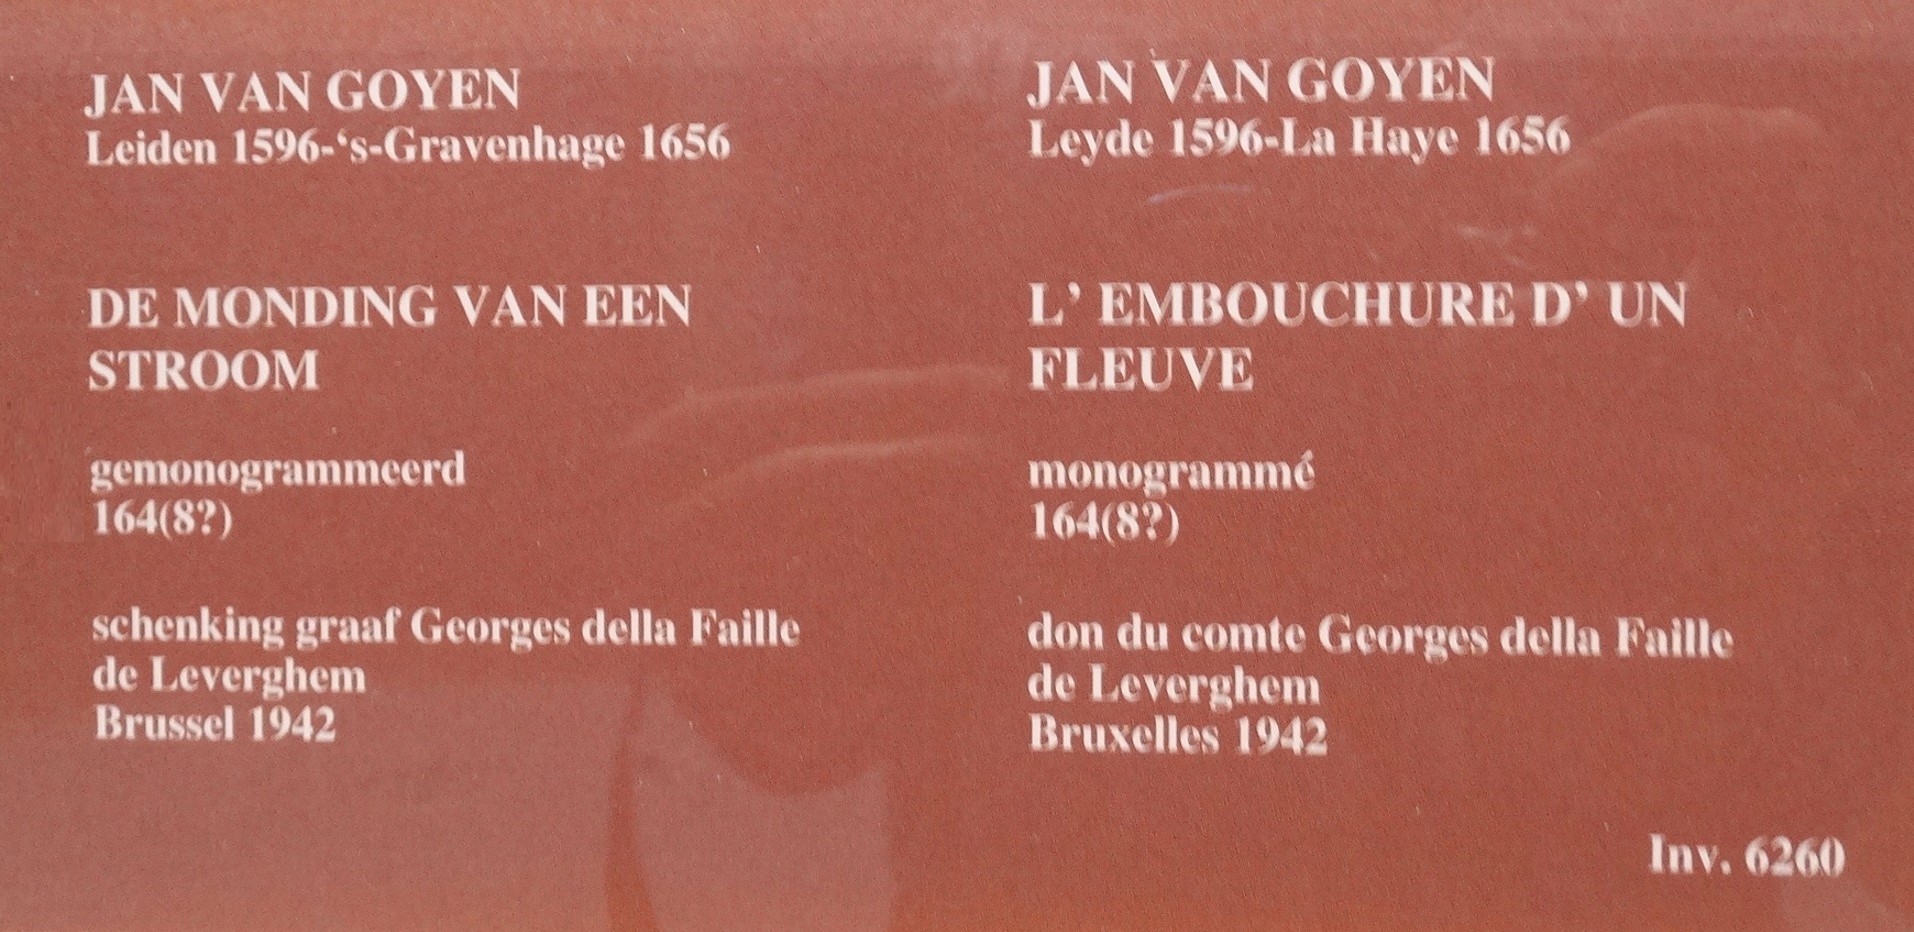 JAN VAN GOYEN
Leiden 1596-‘s-Gravenhage 1656
DE MONDING VAN EEN
STROOM
gemonogrammeerd
164(8?)
schenking graaf Georges della Faille
de Leverghem
Brussel 1942
JAN VAN GOYEN
Leyde 1596-La Haye 1656
L’ EMBOUCHURE D’ UN
FLEUVE
monogrammé
164(8?)
don du comte Georges della Faille
de Leverghem
Bruxelles 1942
Inv. 6260